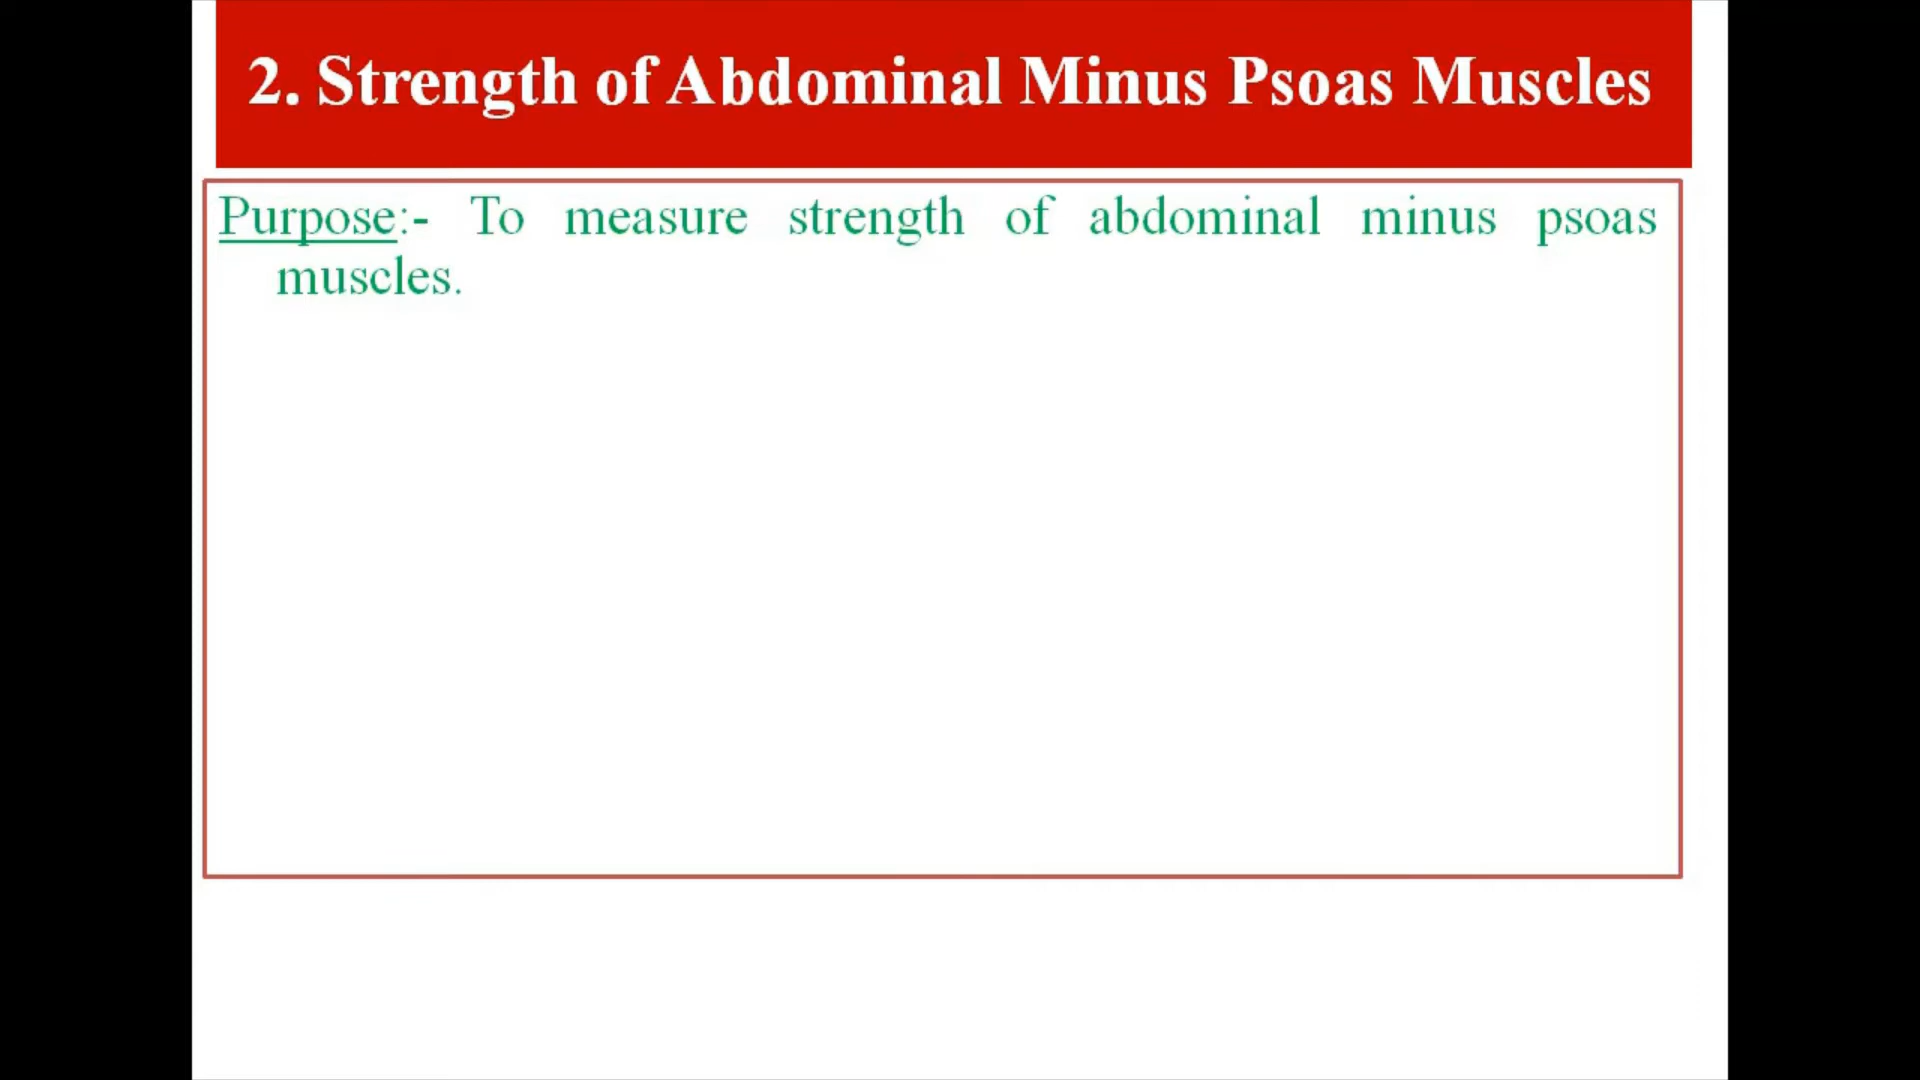 2. Strength of Abdominal Minus Psoas Muscles
Purpose:- To measure strength of abdominal minus psoas
muscles.